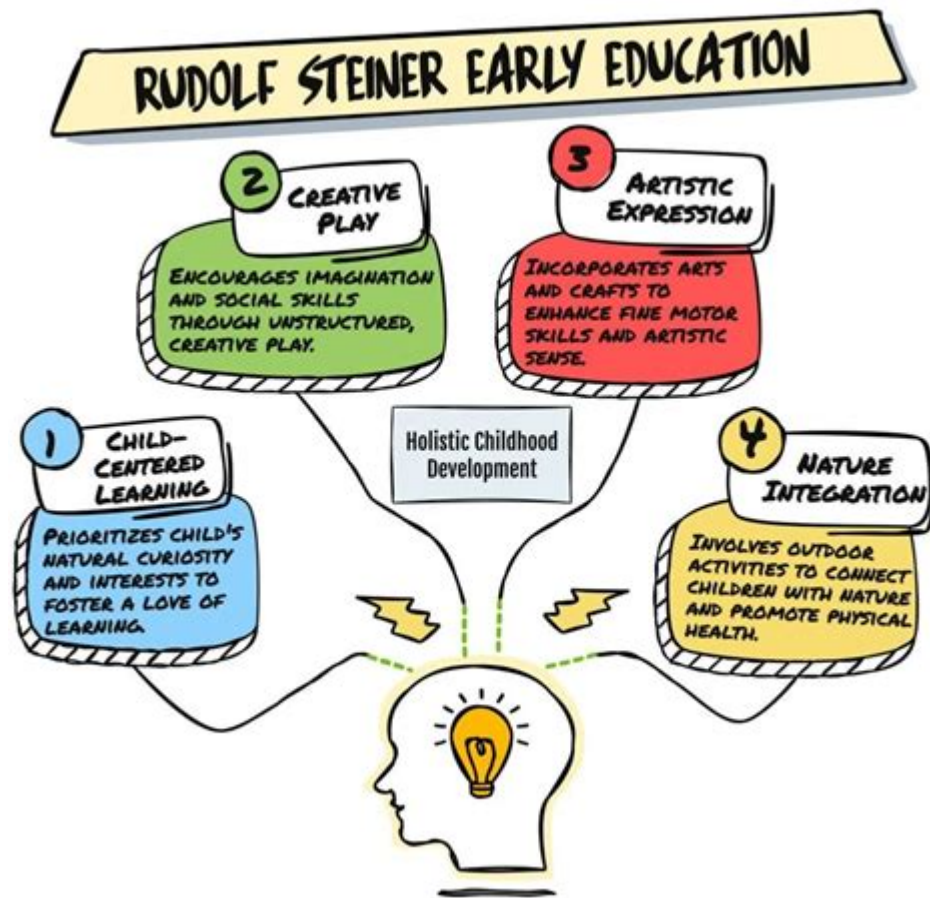 RUDOLF STEINER EARLY EDUCATION
1
CHILD-
CENTERED
LEARNING
PRIORITIZES CHILD'S
NATURAL CURIOSITY
AND INTERESTS TO
FOSTER A LOVE OF
LEARNING.
2
CREATIVE
PLAY
ENCOURAGES IMAGINATION
AND SOCIAL SKILLS
THROUGH UNSTRUCTURED,
CREATIVE PLAY.
3
ARTISTIC
EXPRESSION
INCORPORATES ARTS
AND CRAFTS TO
ENHANCE FINE MOTOR
SKILLS AND ARTISTIC
SENSE.
4
NATURE
INTEGRATION
INVOLVES OUTDOOR
ACTIVITIES TO CONNECT
CHILDREN WITH NATURE
AND PROMOTE PHYSICAL
HEALTH.
Holistic Childhood
Development